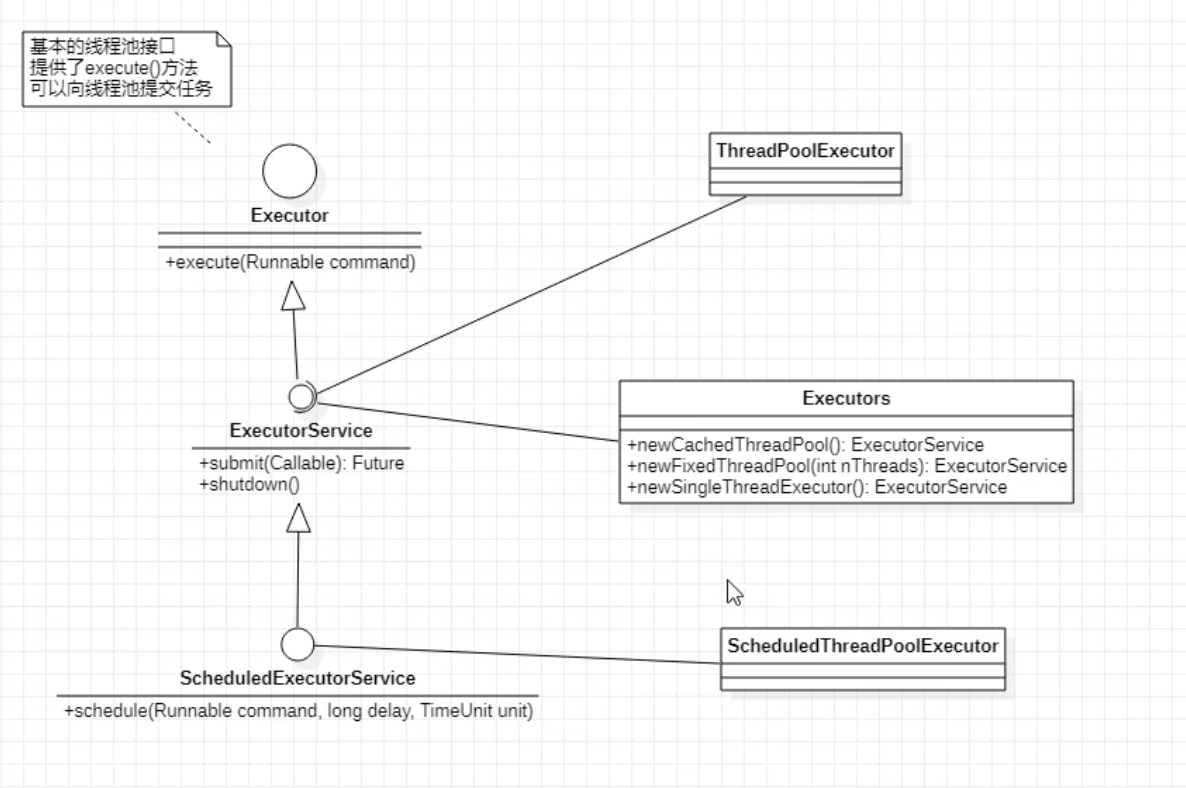 基本的线程池接口
提供了execute()方法
可以向线程池提交任务
Executor
+execute(Runnable command)
ThreadPoolExecutor
ExecutorService
+submit(Callable): Future
+shutdown()
Executors
+newCachedThreadPool(): ExecutorService
+newFixedThreadPool(int nThreads): ExecutorService
+newSingleThreadExecutor(): ExecutorService
ScheduledExecutorService
+schedule(Runnable command, long delay, TimeUnit unit)
ScheduledThreadPoolExecutor